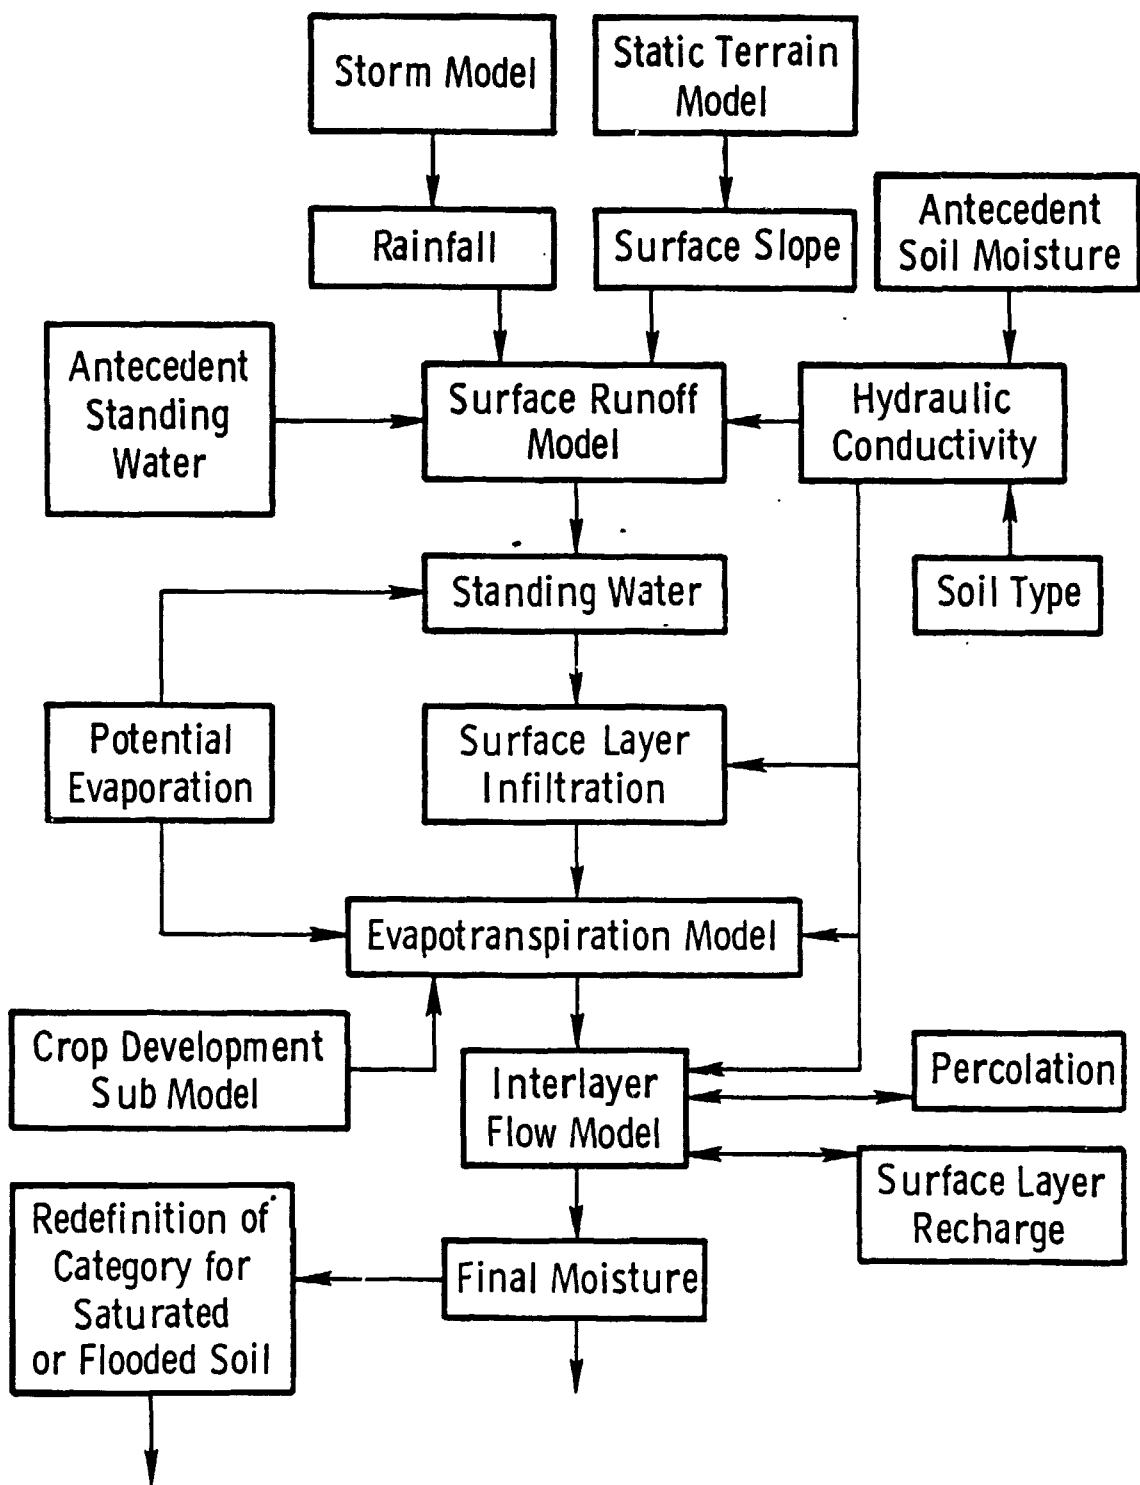 Storm Model
Static Terrain
Model
Rainfall
Surface Slope
Antecedent
Soil Moisture
Antecedent
Standing
Water
Surface Runoff
Model
Hydraulic
Conductivity
Standing Water
Soil Type
Potential
Evaporation
Surface Layer
Infiltration
Evapotranspiration Model
Crop Development
Sub Model
Interlayer
Flow Model
Percolation
Surface Layer
Recharge
Redefinition of
Category for
Saturated
or Flooded Soil
Final Moisture